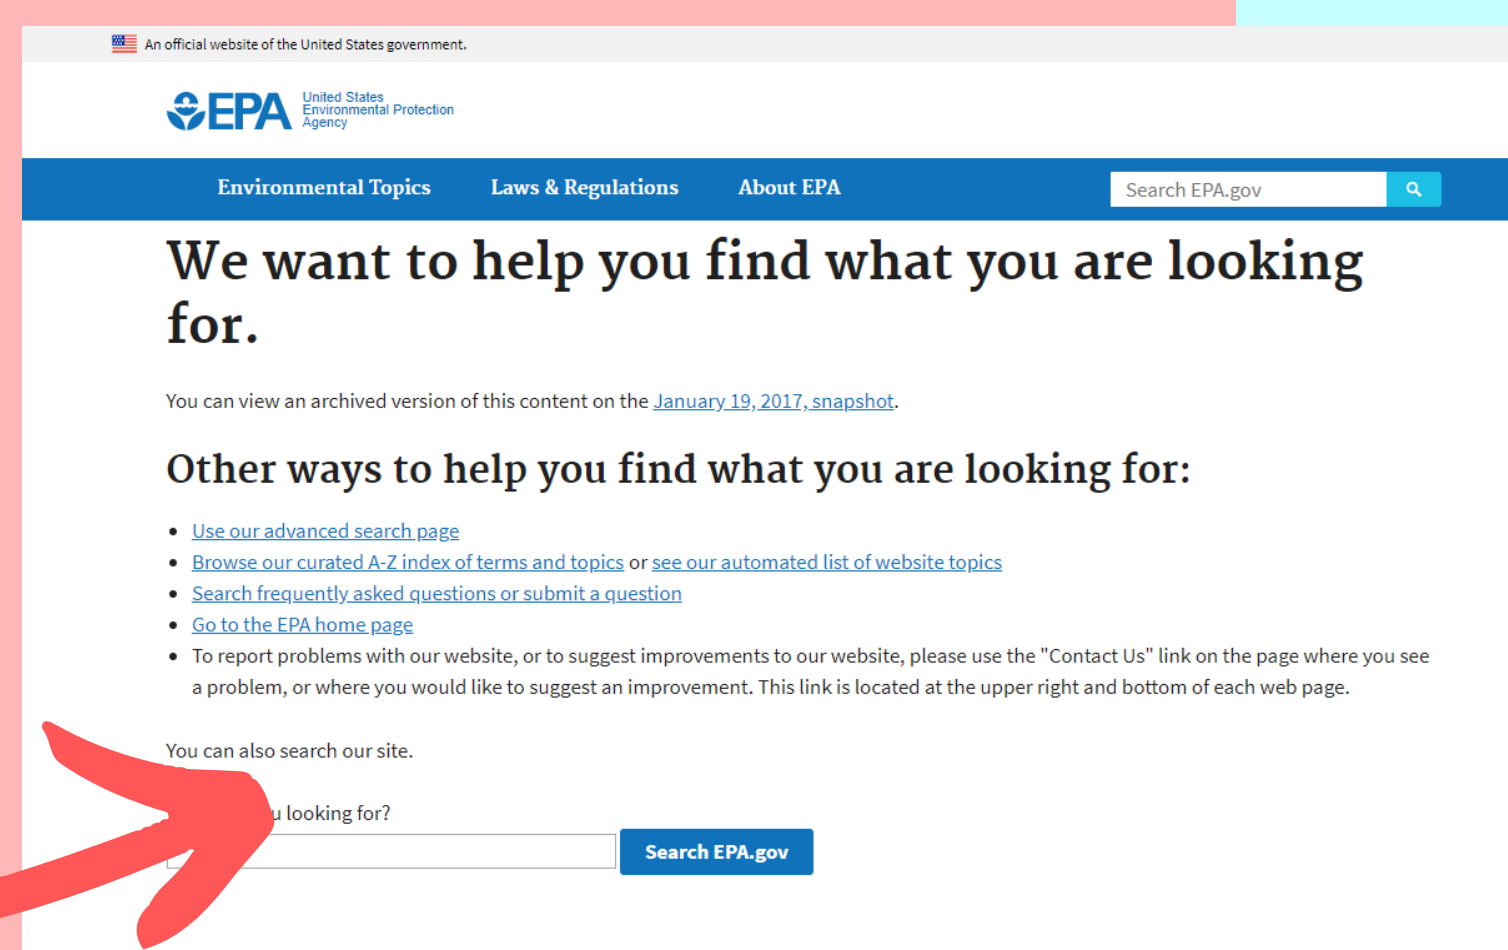 An official website of the United States government.
EPA
United States
Environmental Protection
Agency
Environmental Topics Laws & Regulations About EPA Search EPA.gov
We want to help you find what you are looking
for.
You can view an archived version of this content on the January 19, 2017, snapshot.
Other ways to help you find what you are looking for:
Use our advanced search page
Browse our curated A-Z index of terms and topics or see our automated list of website topics
Search frequently asked questions or submit a question
Go to the EPA home page
To report problems with our website, or to suggest improvements to our website, please use the "Contact Us" link on the page where you see
a problem, or where you would like to suggest an improvement. This link is located at the upper right and bottom of each web page.
You can also search our site.
looking for?
Search EPA.gov